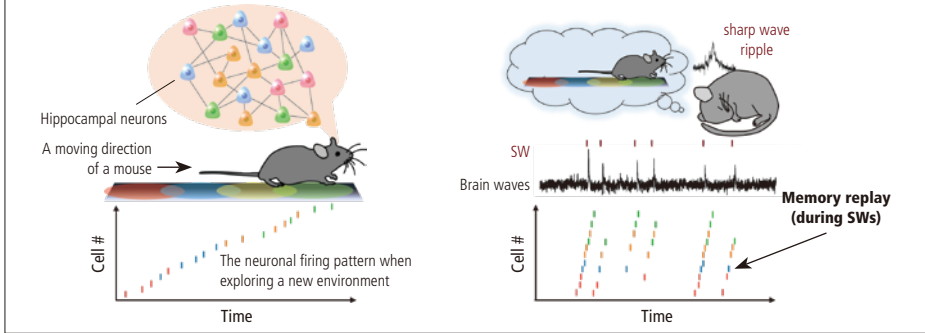 Hippocampal neurons
A moving direction
of a mouse
Cell #
The neuronal firing pattern when
exploring a new environment
Time
sharp wave
ripple
SW
Brain waves
Memory replay
(during SWs)
Cell #
Time